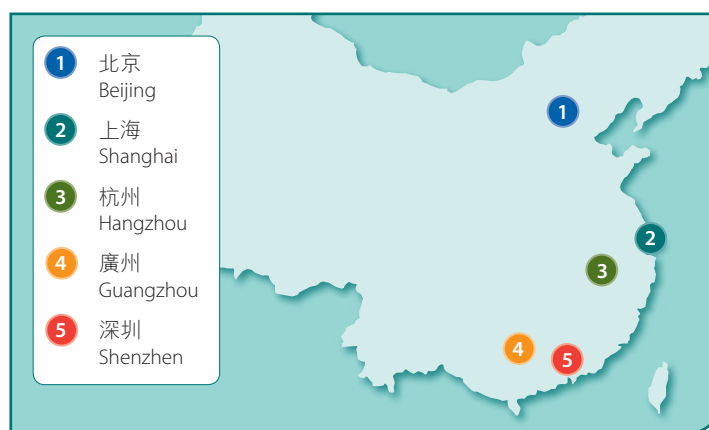 1
北京
Beijing
2
上海
Shanghai
3
杭州
Hangzhou
4
廣州
Guangzhou
5
深圳
Shenzhen
1
2
3
4
5